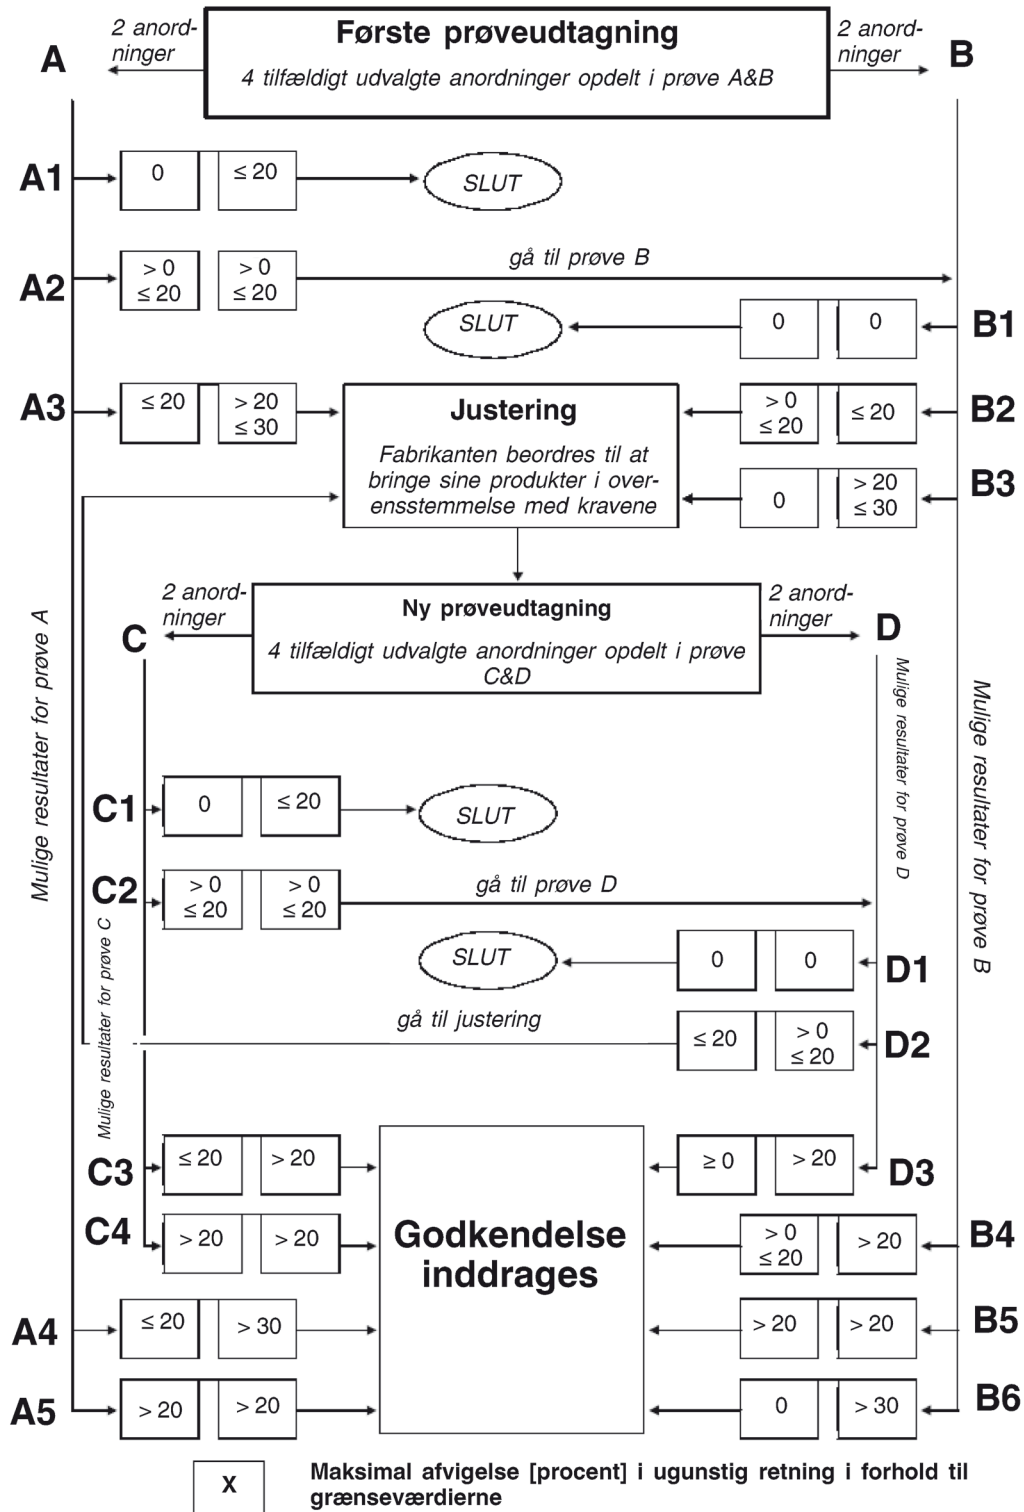 2 anord-
ninger
Første prøveudtagning
4 tilfældigt udvalgte anordninger opdelt i prøve A&B
2 anord-
ninger
A
B
A1
0
≤ 20
SLUT
A2
> 0
≤ 20
> 0
≤ 20
gå til prøve B
SLUT
0
0
B1
A3
≤ 20
> 20
≤ 30
Justering
Fabrikanten beordres til at
bringe sine produkter i over-
ensstemmelse med kravene
> 0
≤ 20
≤ 20
B2
0
> 20
≤ 30
B3
2 anord-
ninger
Ny prøveudtagning
4 tilfældigt udvalgte anordninger opdelt i prøve
C&D
2 anord-
ninger
C
D
Mulige resultater for prøve A
Mulige resultater for prøve D
Mulige resultater for prøve B
C1
0
≤ 20
SLUT
C2
> 0
≤ 20
> 0
≤ 20
gå til prøve D
Mulige resultater for prøve C
SLUT
0
0
D1
gå til justering
≤ 20
> 0
≤ 20
D2
C3
≤ 20
> 20
Godkendelse
inddrages
≥ 0
> 20
D3
C4
> 20
> 20
> 0
≤ 20
> 20
B4
A4
≤ 20
> 30
> 20
> 20
B5
A5
> 20
> 20
0
> 30
B6
X
Maksimal afvigelse [procent] i ugunstig retning i forhold til
grænseværdierne